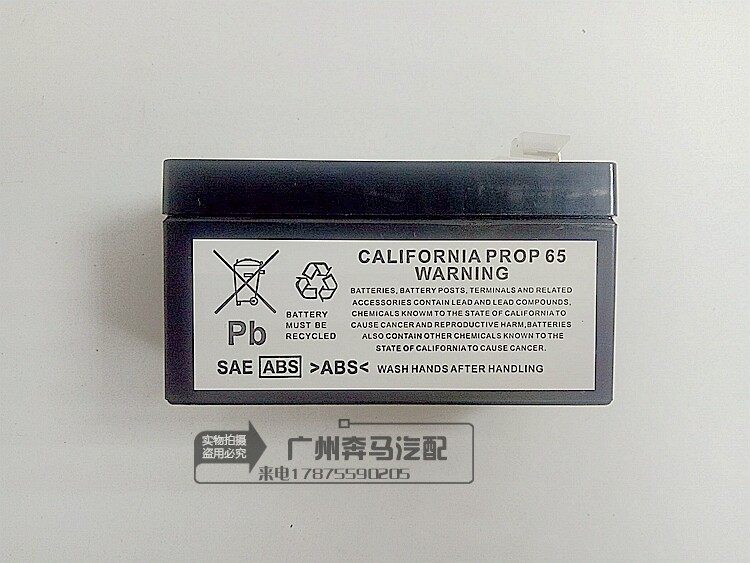 CALIFORNIA PROP 65
WARNING
BATTERIES, BATTERY POSTS, TERMINALS AND RELATED
ACCESSORIES CONTAIN LEAD AND LEAD COMPOUNDS,
CHEMICALS KNOWM TO THE STATE OF CALIFORNIA TO
CAUSE CANCER AND REPRODUCTIVE HARM,BATTERIES
ALSO CONTAIN OTHER CHEMICALS KNOWN TO THE
STATE OF CALIFORNIA TO CAUSE CANCER.
Pb
BATTERY
MUST BE
RECYCLED
SAE ABS >ABS< WASH HANDS AFTER HANDLING
实物拍摄
盗用必究
广州奔马汽配
来电17875590205